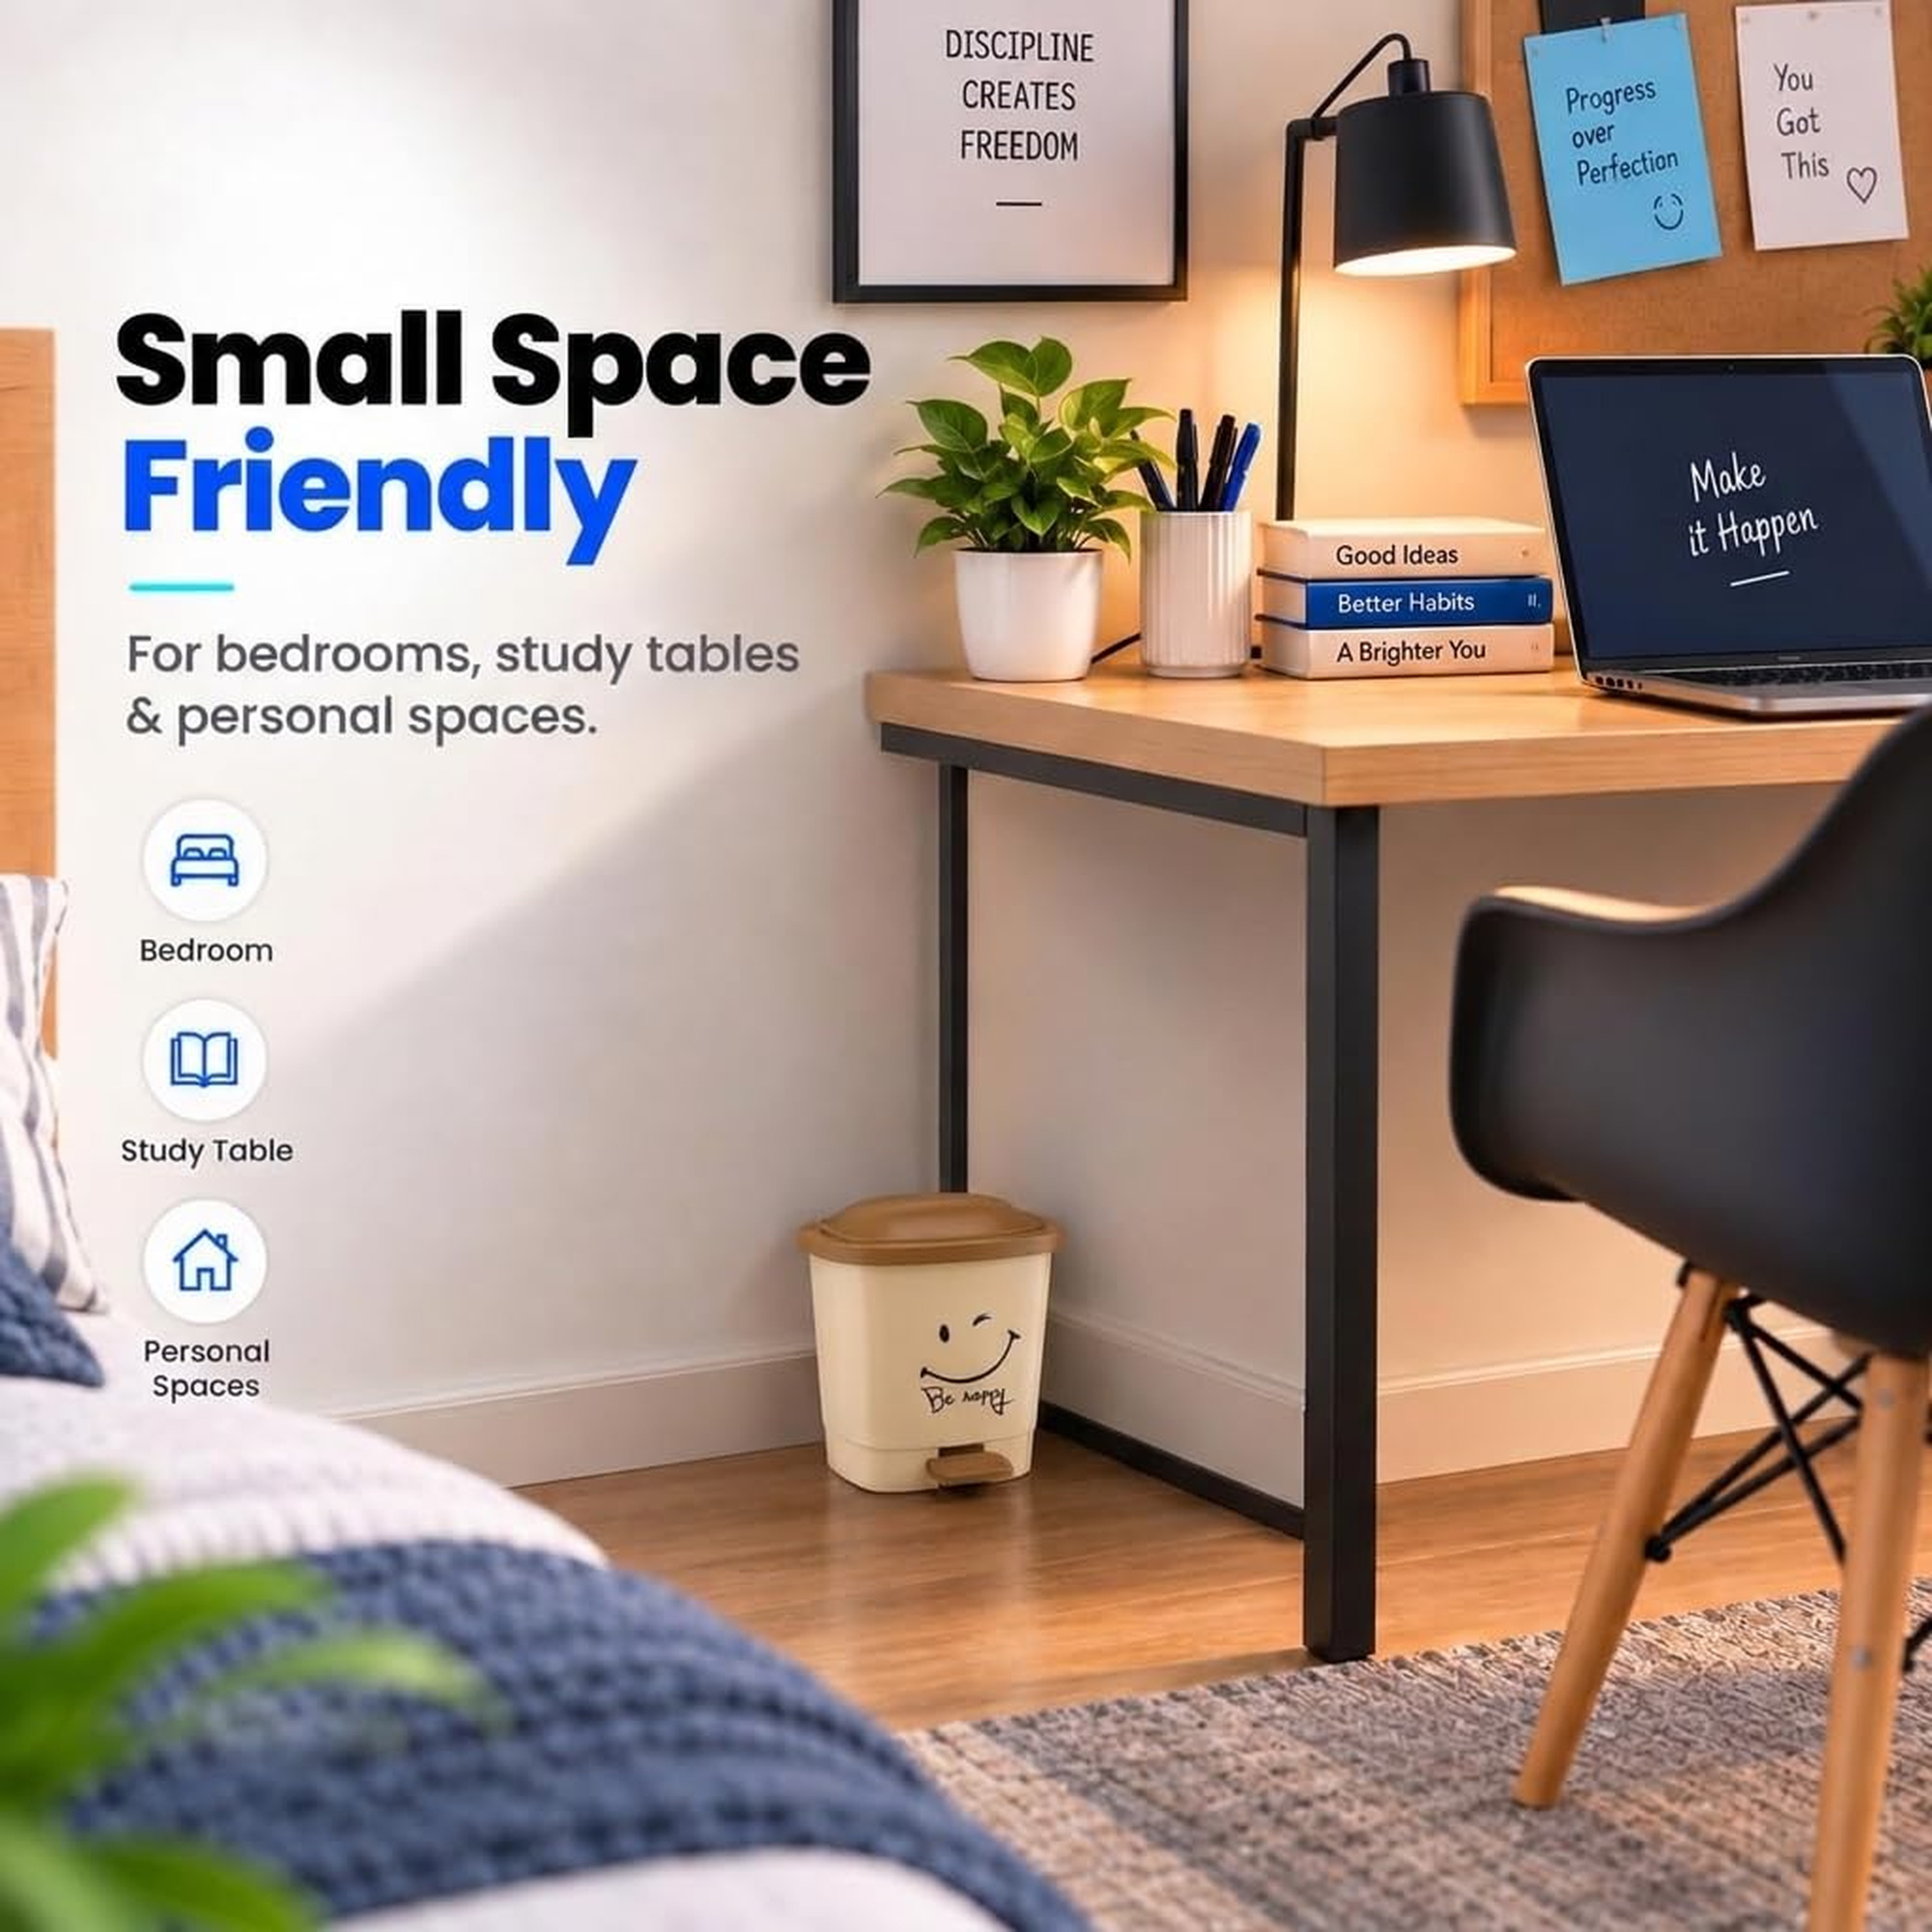 DISCIPLINE
CREATES
FREEDOM
Progress
over
Perfection
You
Got
This
Small Space
Friendly
For bedrooms, study tables
& personal spaces.
Good Ideas
Better Habits
A Brighter You
Make
it Happen
Bedroom
Study Table
Personal
Spaces
Be happy